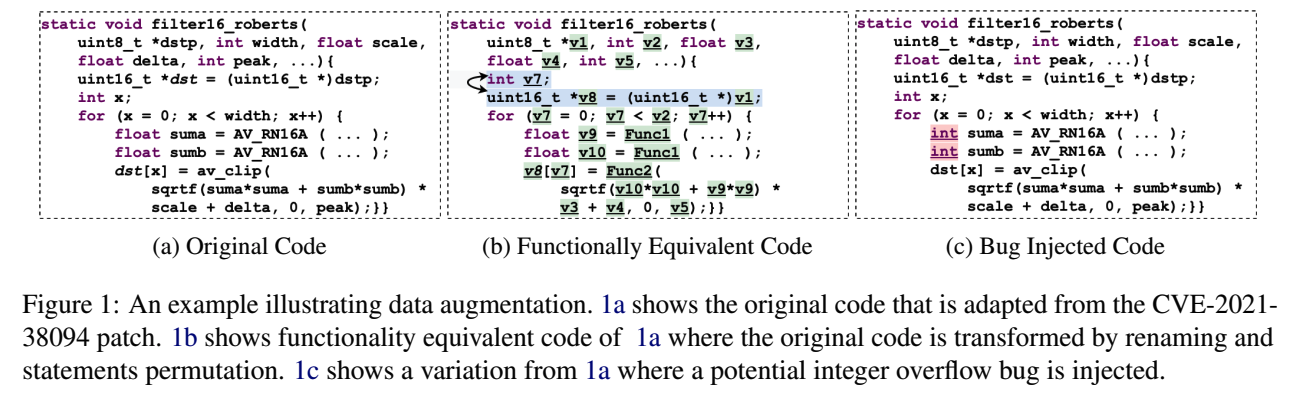 static void filter16_roberts(
uint8_t *dstp, int width, float scale,
float delta, int peak, ...){
uint16_t *dst = (uint16_t *)dstp;
int x;
for (x = 0; x < width; x++) {
float suma = AV_RN16A ( ... );
float sumb = AV_RN16A ( ... );
dst[x] = av_clip(
sqrtf(suma*suma + sumb*sumb) *
scale + delta, 0, peak);}}
(a) Original Code
static void filter16_roberts(
uint8_t *v1, int v2, float v3,
float v4, int v5, ...){
int v7;
uint16_t *v8 = (uint16_t *)v1;
for (v7 = 0; v7 < v2; v7++) {
float v9 = Func1 ( ... );
float v10 = Func1 ( ... );
v8[v7] = Func2(
sqrtf(v10*v10 + v9*v9) *
v3 + v4, 0, v5);}}
(b) Functionally Equivalent Code
static void filter16_roberts(
uint8_t *dstp, int width, float scale,
float delta, int peak, ...){
uint16_t *dst = (uint16_t *)dstp;
int x;
for (x = 0; x < width; x++) {
int suma = AV_RN16A ( ... );
int sumb = AV_RN16A ( ... );
dst[x] = av_clip(
sqrtf(suma*suma + sumb*sumb) *
scale + delta, 0, peak);}}
(c) Bug Injected Code
Figure 1: An example illustrating data augmentation. 1a shows the original code that is adapted from the CVE-2021-
38094 patch. 1b shows functionality equivalent code of 1a where the original code is transformed by renaming and
statements permutation. 1c shows a variation from 1a where a potential integer overflow bug is injected.